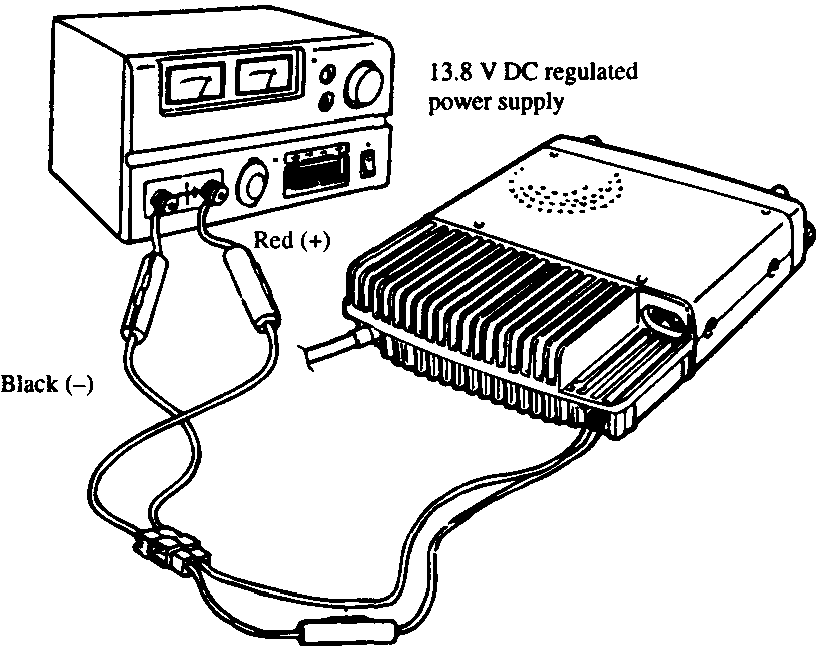 13.8 V DC regulated
power supply
Red (+)
Black (–)